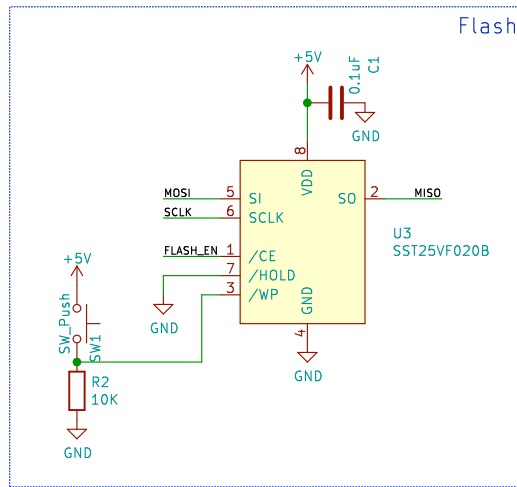 Flash
+5V
0.1uF
C1
GND
8
VDD
MOSI
5
SI
SO
2
MISO
SCLK
6
SCLK
U3
SST25VF020B
FLASH_EN
1
/CE
7
/HOLD
3
/WP
GND
4
GND
GND
+5V
SW_Push
SW1
R2
10K
GND